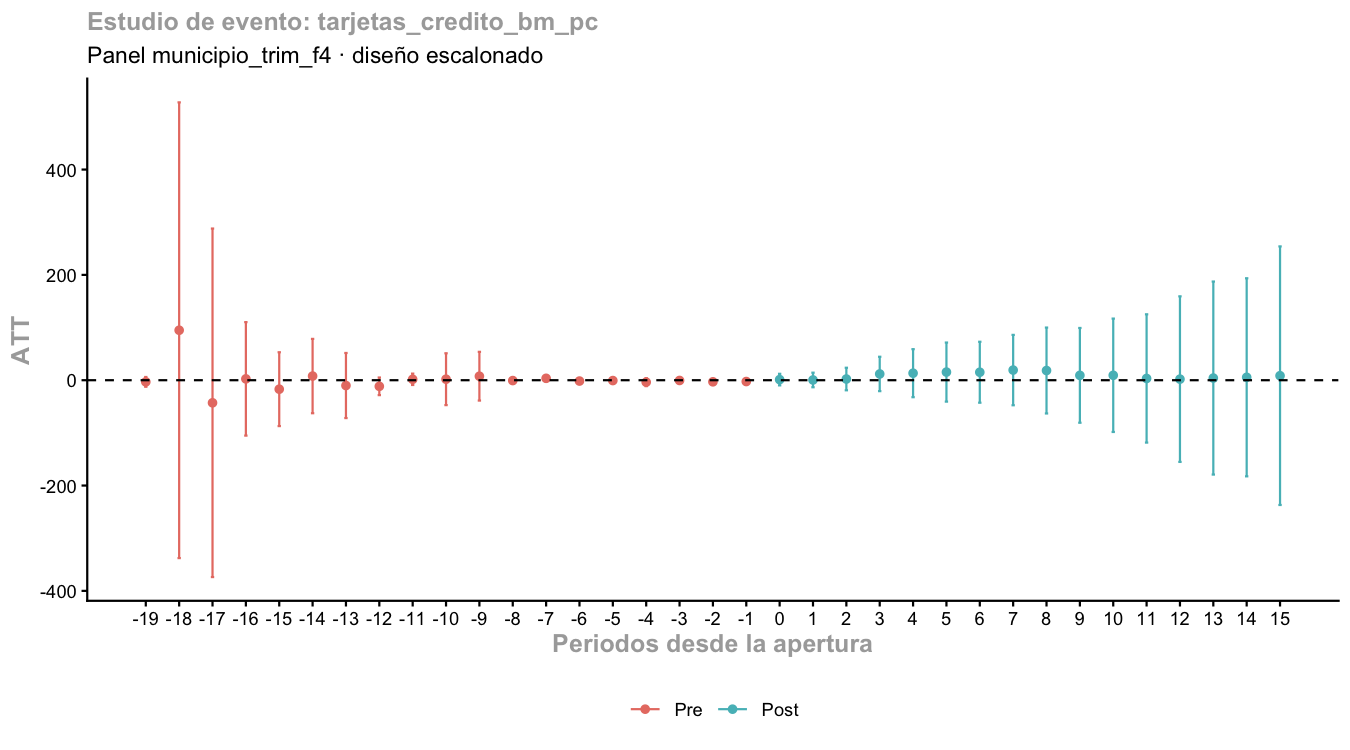 Estudio de evento: tarjetas_credito_bm_pc
Panel municipio_trim_f4 · diseño escalonado
ATT
400
200
0
-200
-400
-19 -18 -17 -16 -15 -14 -13 -12 -11 -10 -9 -8 -7 -6 -5 -4 -3 -2 -1 0 1 2 3 4 5 6 7 8 9 10 11 12 13 14 15
Periodos desde la apertura
Pre Post